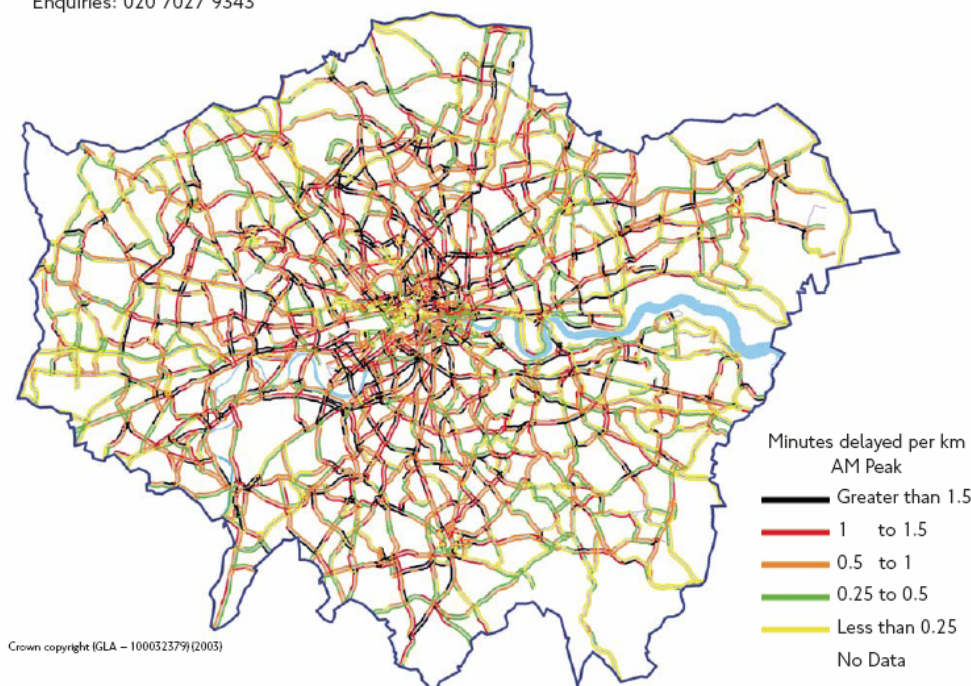 Enquiries: 020 7027 9343
Minutes delayed per km
AM Peak
Greater than 1.5
1 to 1.5
0.5 to 1
0.25 to 0.5
Less than 0.25
No Data
Crown copyright (GLA – 100032379) (2003)